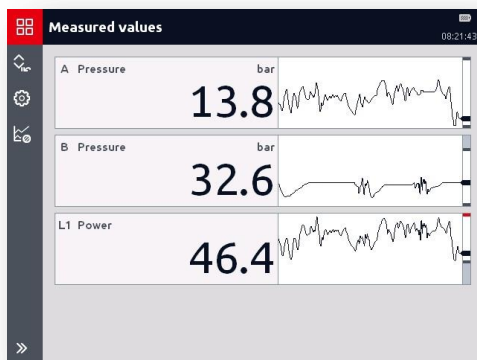 Measured values
08:21:43
A Pressure bar
13.8
B Pressure bar
32.6
L1 Power
46.4